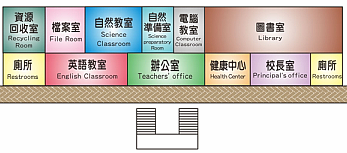 資源
回收室
Recycling
Room
檔案室
File Room
自然教室
Science
Classroom
自然
準備室
Science
preparatory
Room
電腦
教室
Computer
Classroom
圖書室
Library
廁所
Restrooms
英語教室
English Classroom
辦公室
Teachers' office
健康中心
Health Center
校長室
Principal's office
廁所
Restrooms